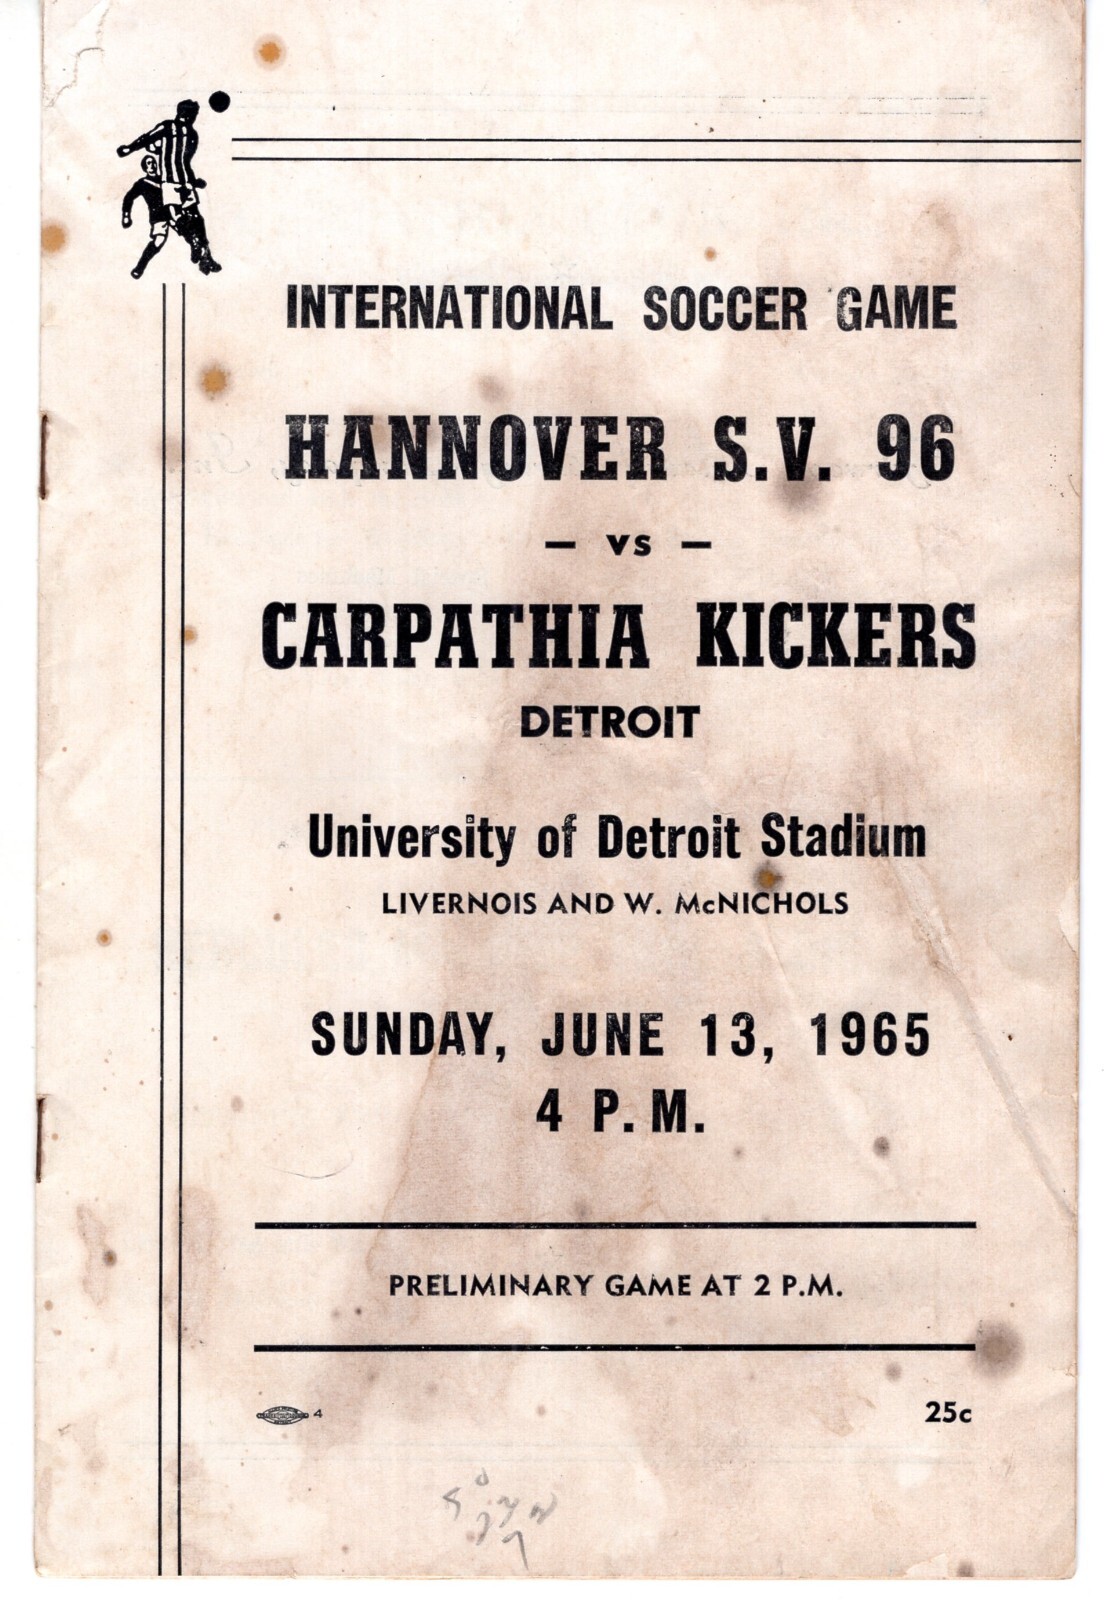 INTERNATIONAL SOCCER GAME
HANNOVER S.V. 96
— VS —
CARPATHIA KICKERS
DETROIT
University of Detroit Stadium
LIVERNOIS AND W. McNICHOLS
SUNDAY, JUNE 13, 1965
4 P.M.
PRELIMINARY GAME AT 2 P.M.
4
25c